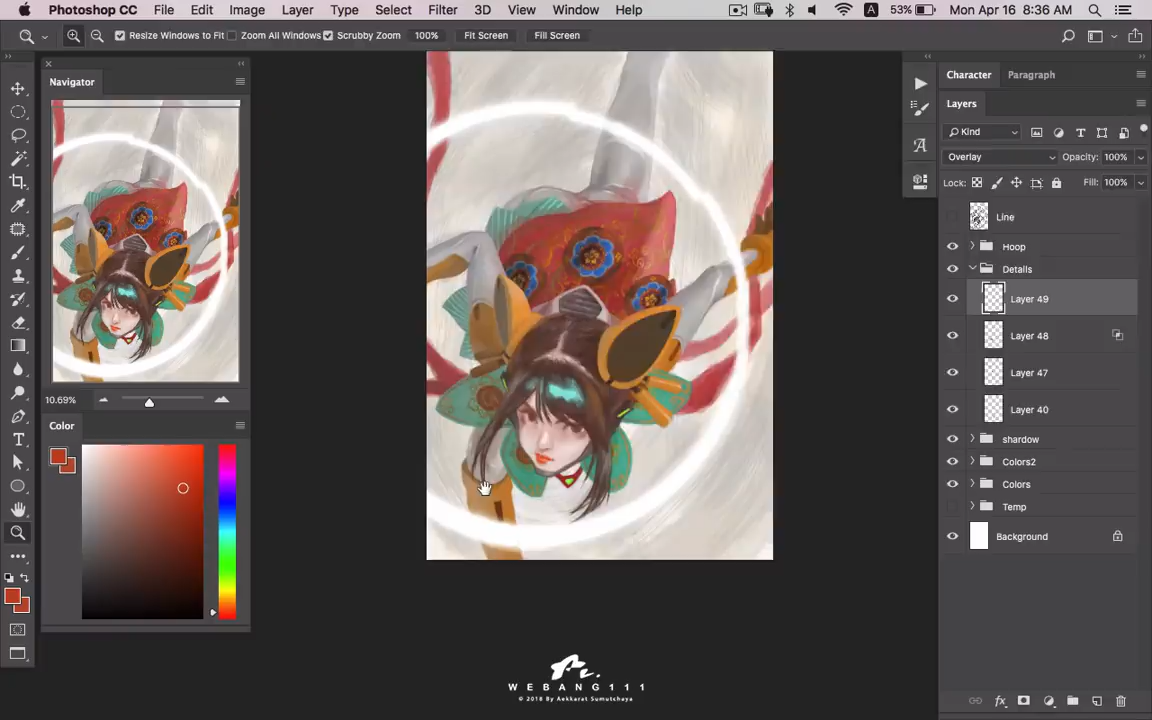 Photoshop CC File Edit Image Layer Type Select Filter 3D View Window Help A 53% Mon Apr 16 8:36 AM
Resize Windows to Fit Zoom All Windows Scrubby Zoom 100% Fit Screen Fill Screen
Navigator
10.69%
Color
Character Paragraph
Layers
Kind
Overlay Opacity: 100%
Lock: Fill: 100%
Line
Hoop
Details
Layer 49
Layer 48
Layer 47
Layer 40
shardow
Colors2
Colors
Temp
Background
WEBANG111
© 2018 By Aekkarat Sumutchaya